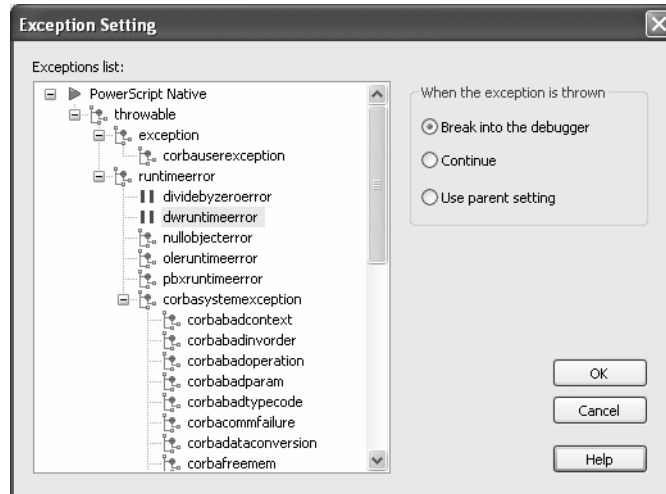 Exception Setting
Exceptions list:
PowerScript Native
throwable
exception
corbauserexception
runtimeerror
dividebyzeroerror
dwruntimeerror
nullobjecterror
oleruntimeerror
pbxruntimeerror
corbasystemexception
corbabadcontext
corbabadinvorder
corbabadoperation
corbabadparam
corbabadtypecode
corbacommfailure
corbadataconversion
corbafreemem
When the exception is thrown
Break into the debugger
Continue
Use parent setting
OK
Cancel
Help